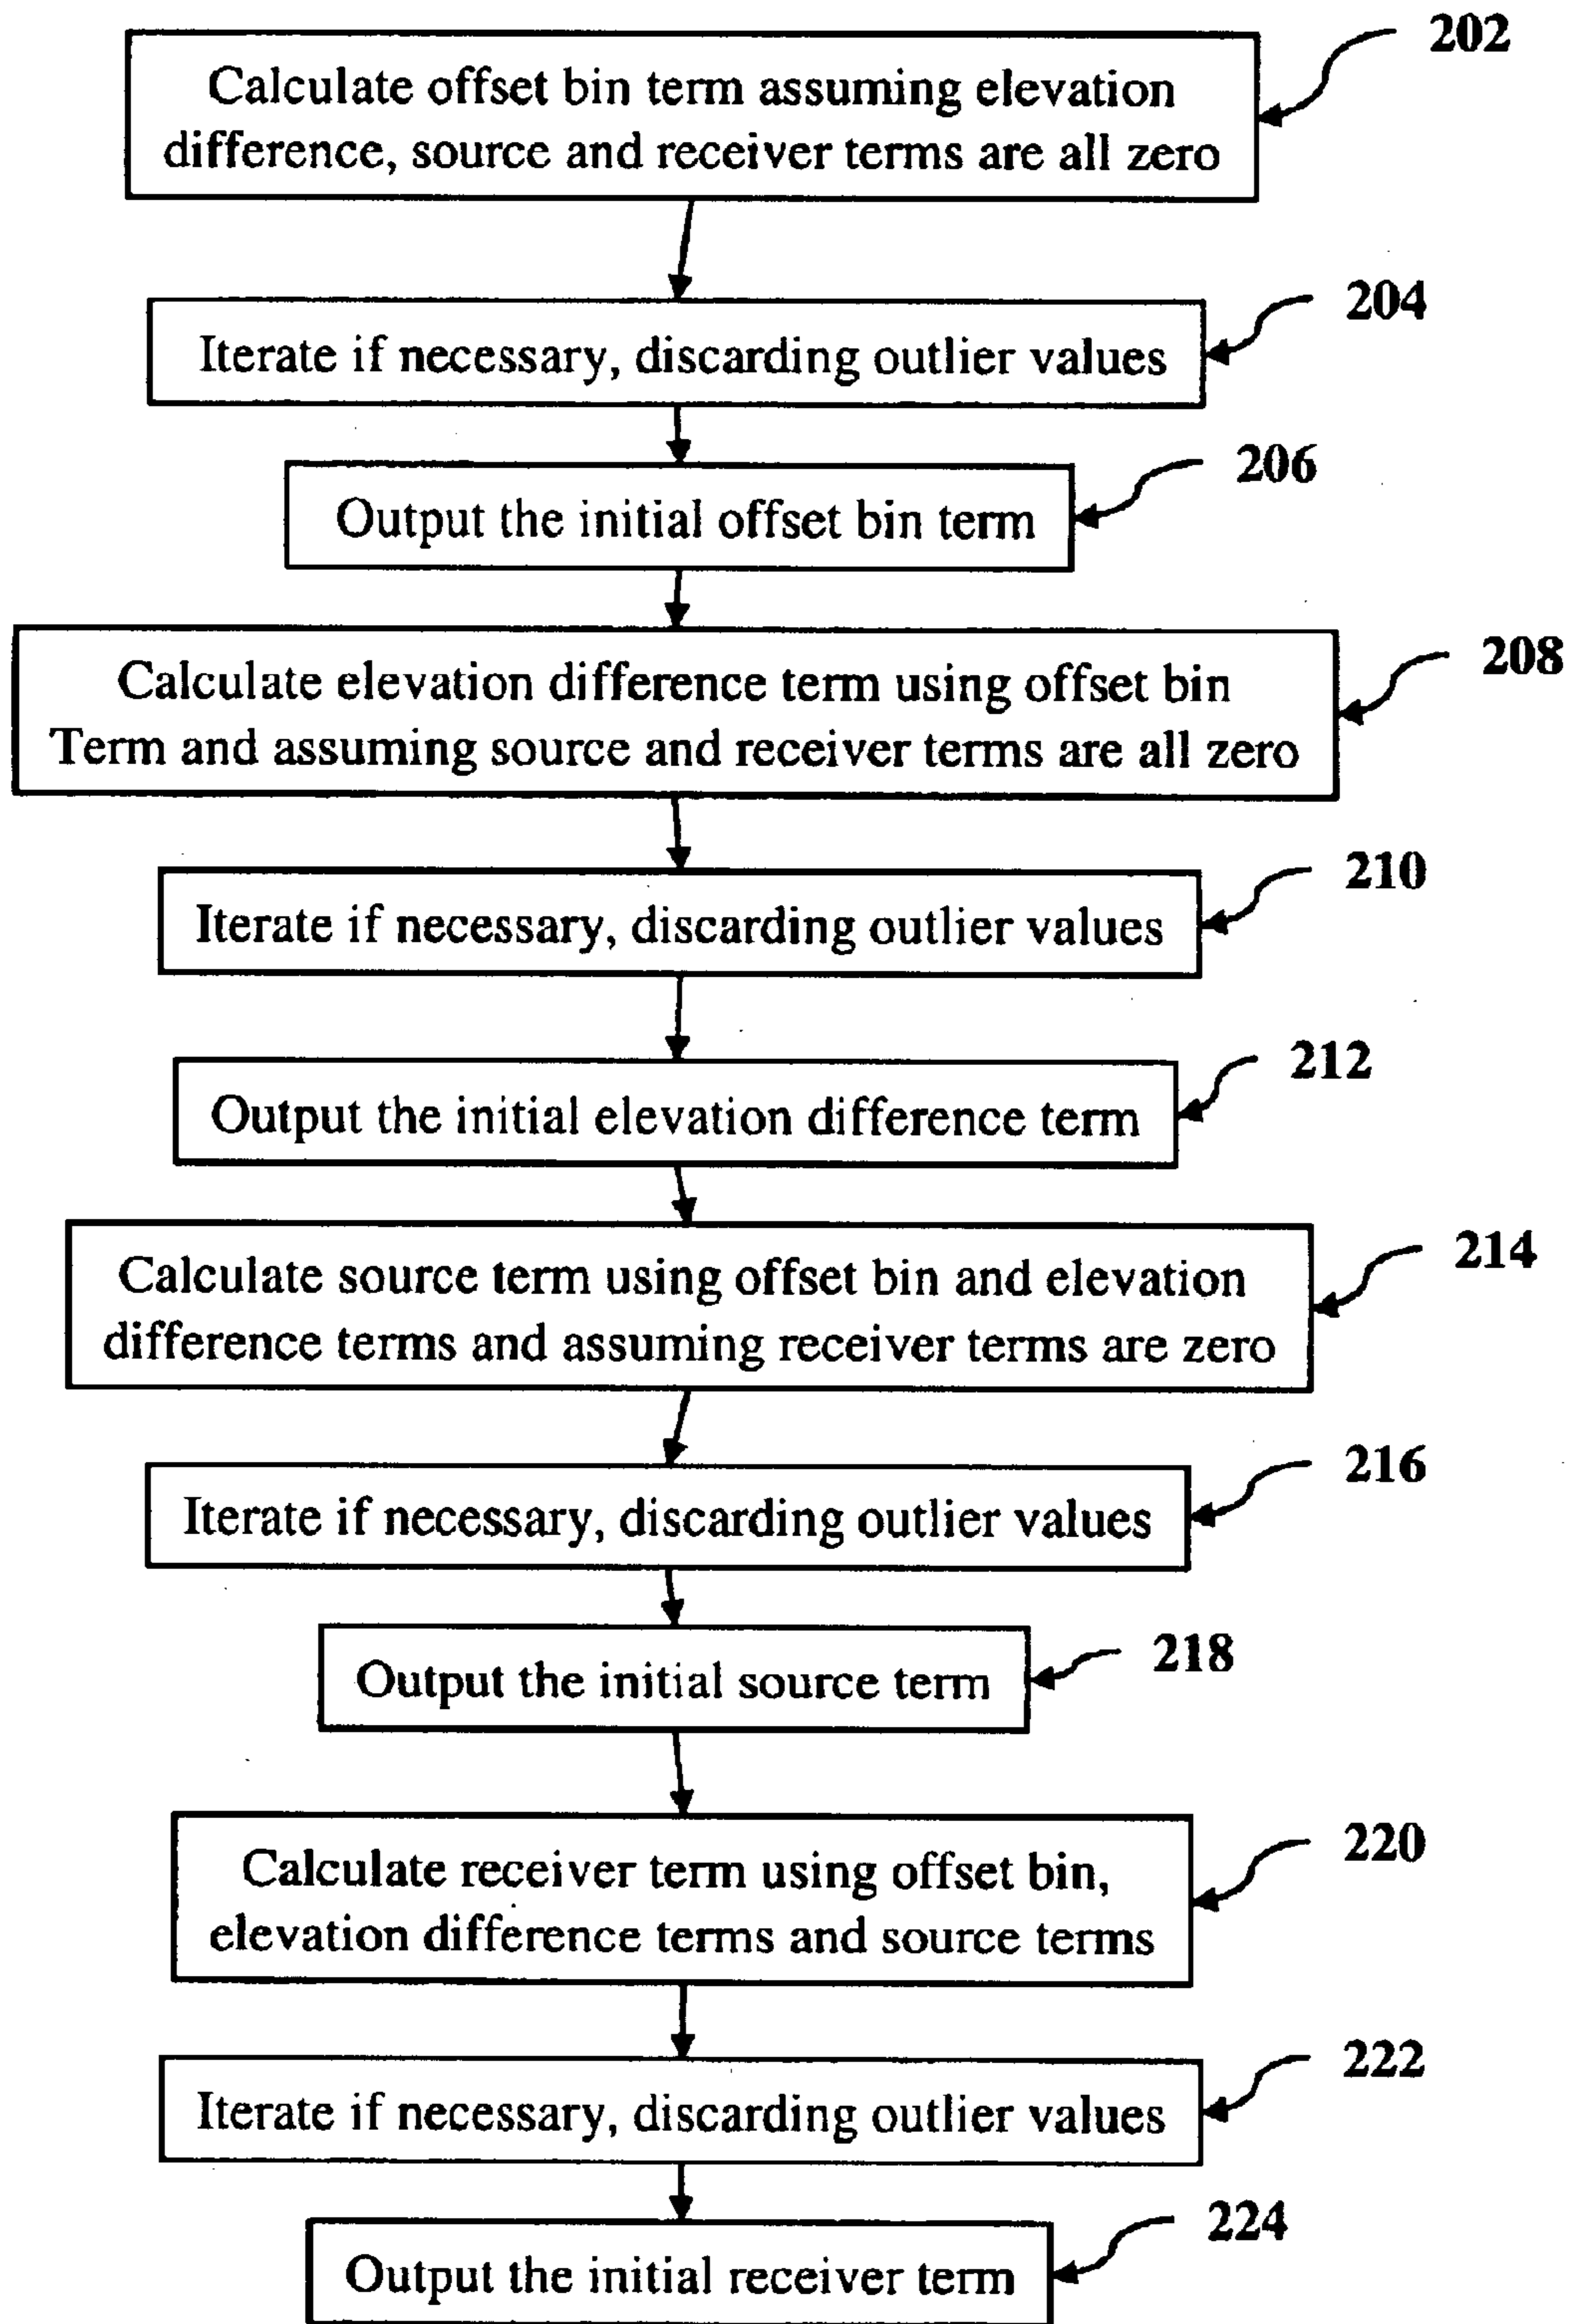 202
Calculate offset bin term assuming elevation
difference, source and receiver terms are all zero
204
Iterate if necessary, discarding outlier values
206
Output the initial offset bin term
208
Calculate elevation difference term using offset bin
Term and assuming source and receiver terms are all zero
210
Iterate if necessary, discarding outlier values
212
Output the initial elevation difference term
214
Calculate source term using offset bin and elevation
difference terms and assuming receiver terms are zero
216
Iterate if necessary, discarding outlier values
218
Output the initial source term
220
Calculate receiver term using offset bin,
elevation difference terms and source terms
222
Iterate if necessary, discarding outlier values
224
Output the initial receiver term